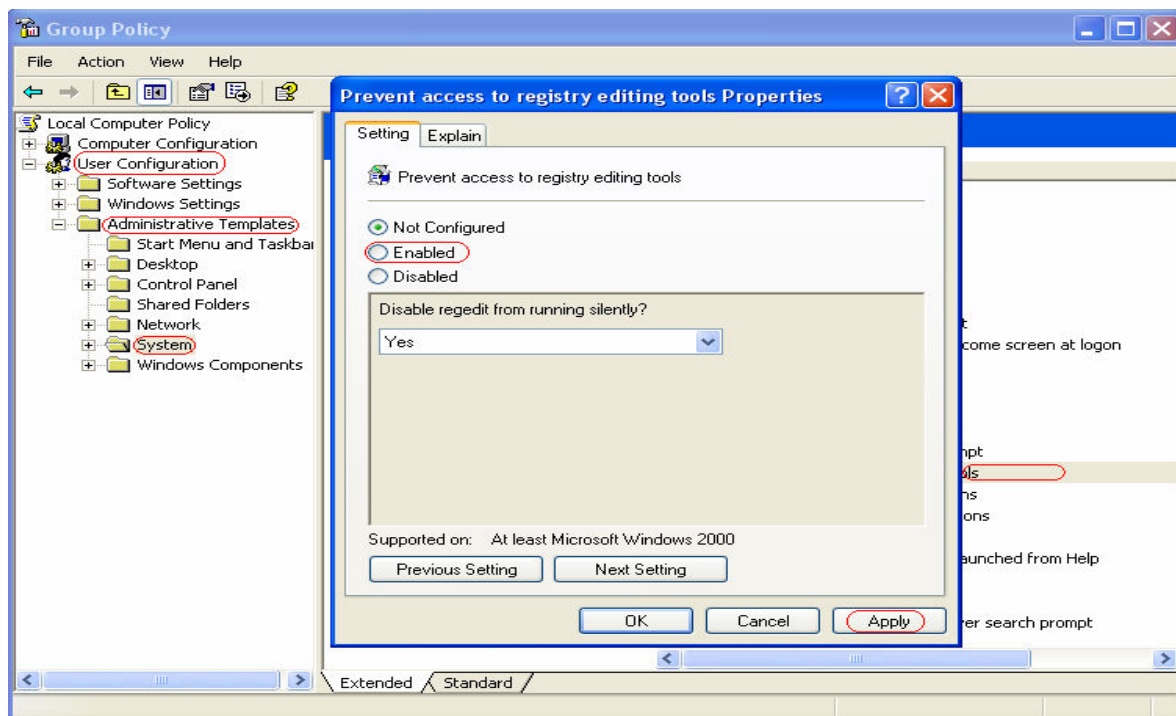 Group Policy
File Action View Help
Local Computer Policy
Computer Configuration
User Configuration
Software Settings
Windows Settings
Administrative Templates
Start Menu and Taskbar
Desktop
Control Panel
Shared Folders
Network
System
Windows Components
Prevent access to registry editing tools Properties
Setting Explain
Prevent access to registry editing tools
Not Configured
Enabled
Disabled
Disable regedit from running silently?
Yes
Supported on: At least Microsoft Windows 2000
Previous Setting Next Setting
OK Cancel Apply
come screen at logon
ons
aunched from Help
er search prompt
Extended Standard